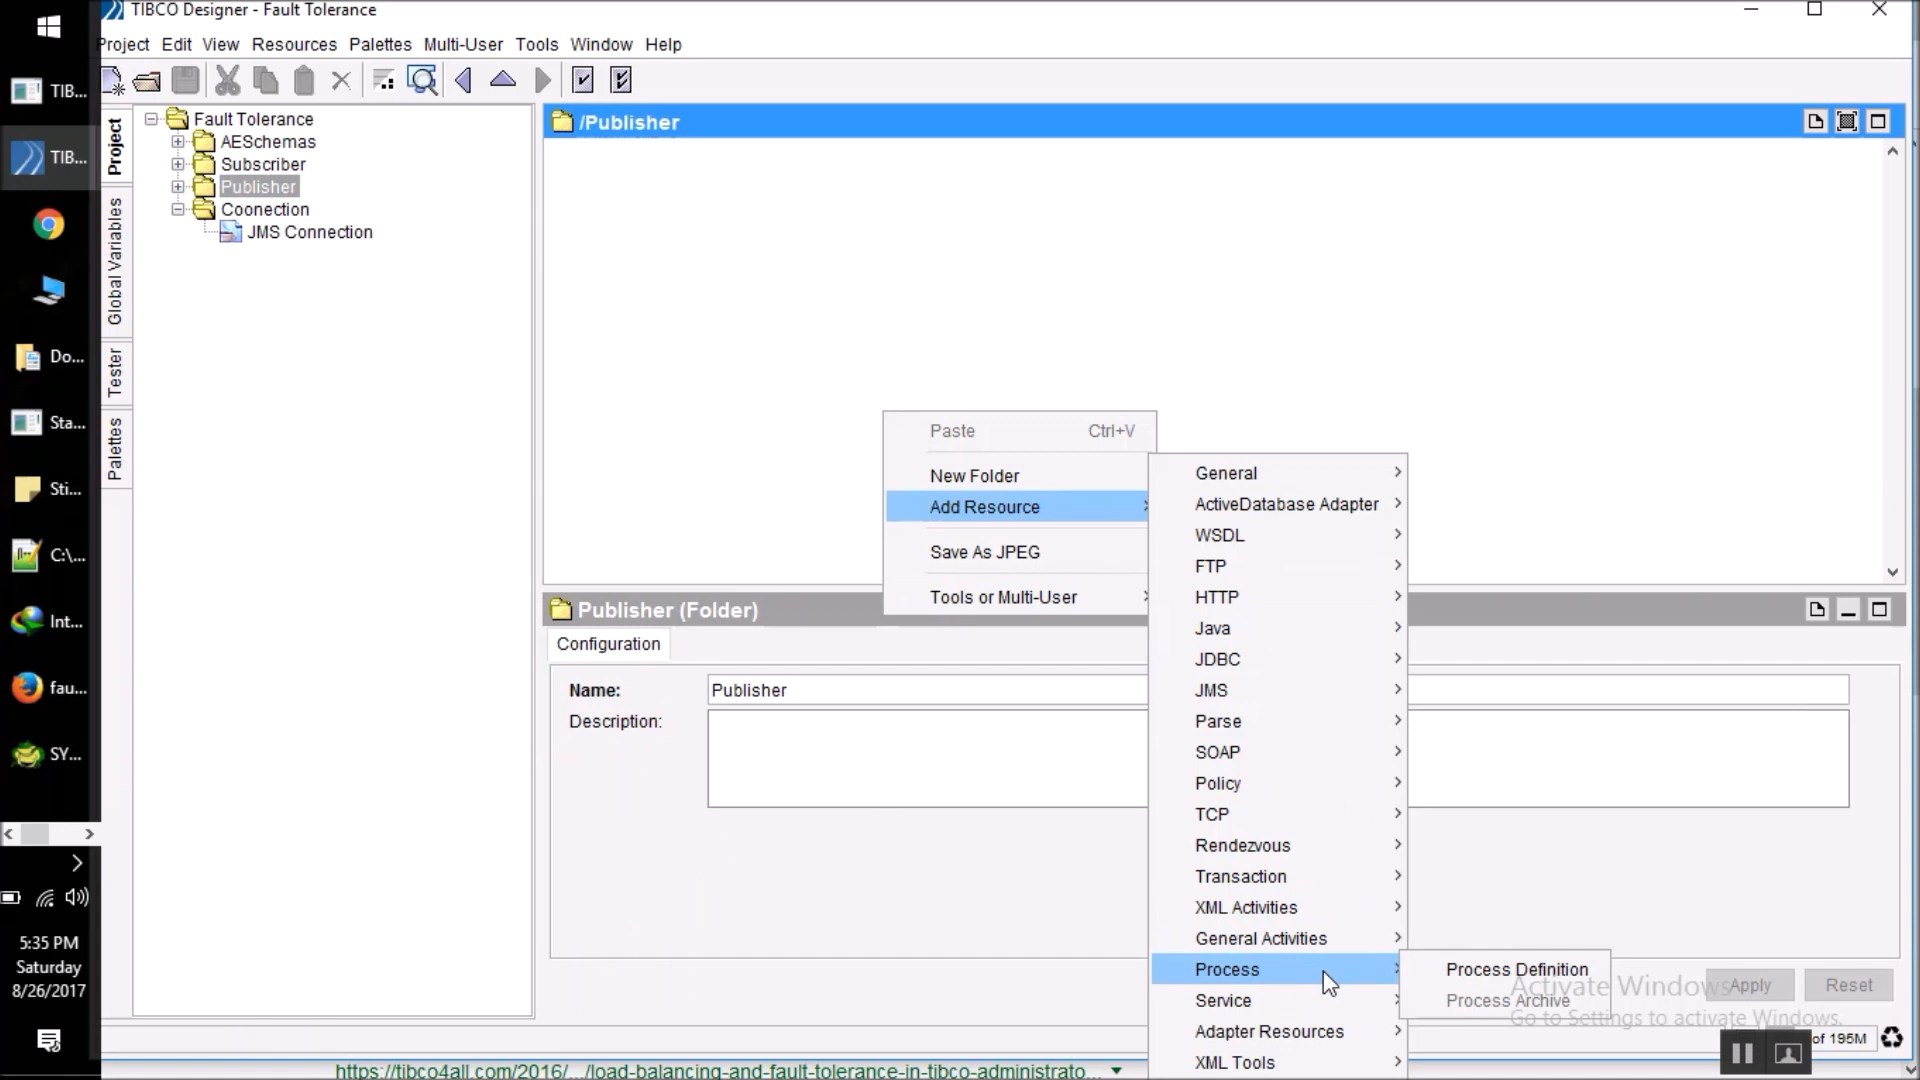 TIBCO Designer - Fault Tolerance
Project Edit View Resources Palettes Multi-User Tools Window Help
TIB...
TIB...
Do...
Sta...
Sti...
C:\...
Int...
fau...
SY...
5:35 PM
Saturday
8/26/2017
Project
Global Variables
Tester
Palettes
Fault Tolerance
AESchemas
Subscriber
Publisher
Coonection
JMS Connection
/Publisher
Paste Ctrl+V
New Folder
Add Resource
Save As JPEG
Tools or Multi-User
General
ActiveDatabase Adapter
WSDL
FTP
HTTP
Java
JDBC
JMS
Parse
SOAP
Policy
TCP
Rendezvous
Transaction
XML Activities
General Activities
Process
Service
Adapter Resources
XML Tools
Process Definition
Process Archive
Publisher (Folder)
Configuration
Name: Publisher
Description:
Apply Reset
Activate Windows
Go to Settings to activate Windows.
of 195M
https://tibco4all.com/2016/.../load-balancing-and-fault-tolerance-in-tibco-administrato...